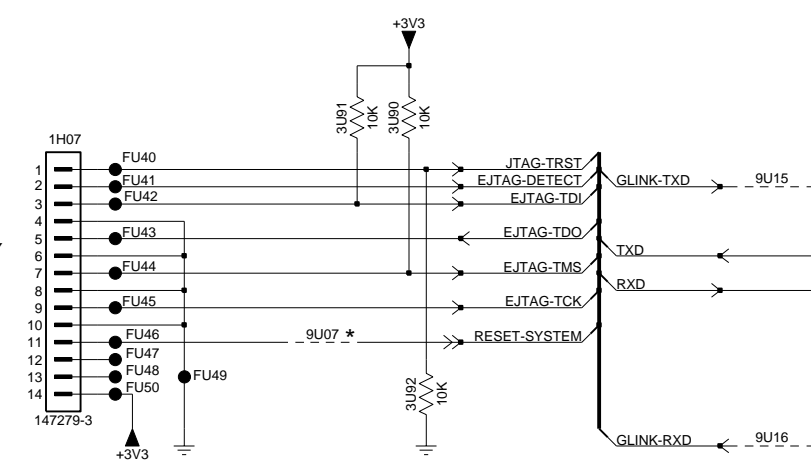 +3V3
3U91
10K
3U90
10K
1H07
1 FU40 JTAG-TRST
2 FU41 EJTAG-DETECT GLINK-TXD 9U15
3 FU42 EJTAG-TDI
4
5 FU43 EJTAG-TDO
6 TXD
7 FU44 EJTAG-TMS
8 RXD
9 FU45 EJTAG-TCK
10
11 FU46 9U07 * RESET-SYSTEM
12 FU47
13 FU48 FU49
14 FU50
3U92
10K
147279-3
GLINK-RXD 9U16
+3V3